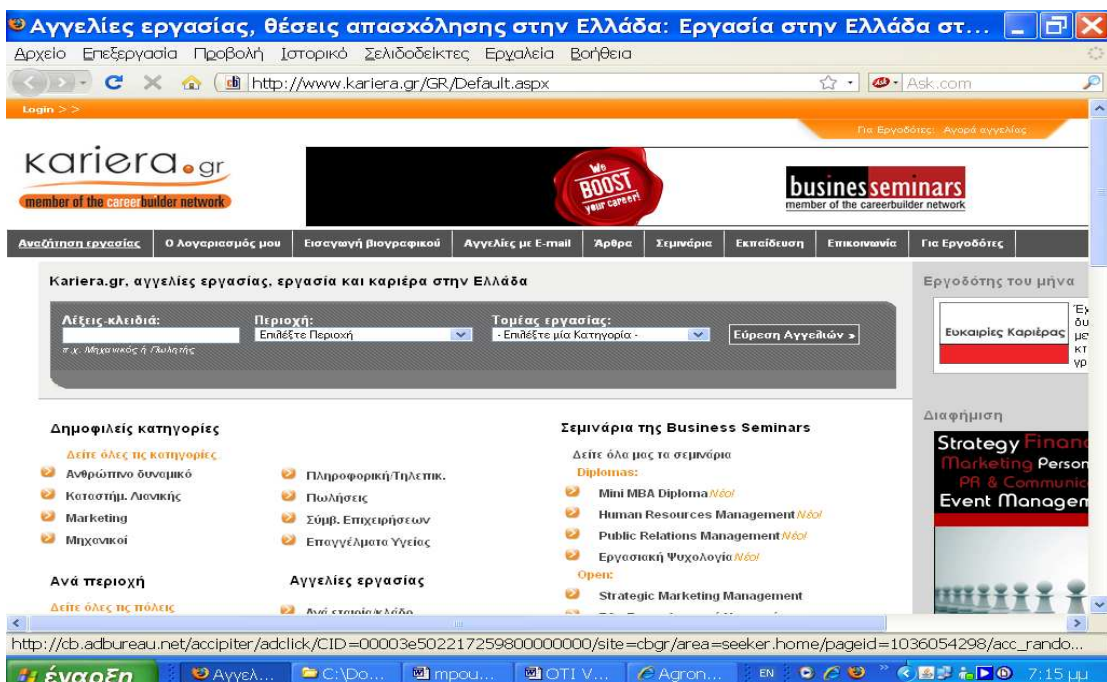 Αγγελίες εργασίας, θέσεις απασχόλησης στην Ελλάδα: Εργασία στην Ελλάδα στ...
Αρχείο Επεξεργασία Προβολή Ιστορικό Σελιδοδείκτες Εργαλεία Βοήθεια
http://www.kariera.gr/GR/Default.aspx
Ask.com
Login > >
Για Εργοδότες: Αγορά αγγελίας
kariera.gr
member of the careerbuilder network
We BOOST your career!
businesseminars
member of the careerbuilder network
Αναζήτηση εργασίας Ο λογαριασμός μου Εισαγωγή βιογραφικού Αγγελίες με E-mail Άρθρα Σεμινάρια Εκπαίδευση Επικοινωνία Για Εργοδότες
Kariera.gr, αγγελίες εργασίας, εργασία και καριέρα στην Ελλάδα
Λέξεις-κλειδιά: Περιοχή: Τομέας εργασίας:
Επιλέξτε Περιοχή - Επιλέξτε μία Κατηγορία - Εύρεση Αγγελιών »
π.χ. Μηχανικός ή Πωλητής
Εργοδότης του μήνα
Ευκαιρίες Καριέρας
Δημοφιλείς κατηγορίες
Δείτε όλες τις κατηγορίες
Ανθρώπινο δυναμικό Πληροφορική/Τηλεπικ.
Καταστήμ. Λιανικής Πωλήσεις
Marketing Σύμβ. Επιχειρήσεων
Μηχανικοί Επαγγέλματα Υγείας
Ανά περιοχή Αγγελίες εργασίας
Δείτε όλες τις πόλεις Ανά εταιρία/κλάδο
Σεμινάρια της Business Seminars
Δείτε όλα μας τα σεμινάρια
Diplomas:
Mini MBA Diploma Νέο!
Human Resources Management Νέο!
Public Relations Management Νέο!
Εργασιακή Ψυχολογία Νέο!
Open:
Strategic Marketing Management
Διαφήμιση
Strategy Financ
Marketing Person
PR & Communic
Event Managem
http://cb.adbureau.net/accipiter/adclick/CID=00003e502217259800000000/site=cbgr/area=seeker.home/pageid=1036054298/acc_rando...
έναρξη Αγγελ... C:\Do... mpou... OTI V... Agron... EN 7:15 μμ